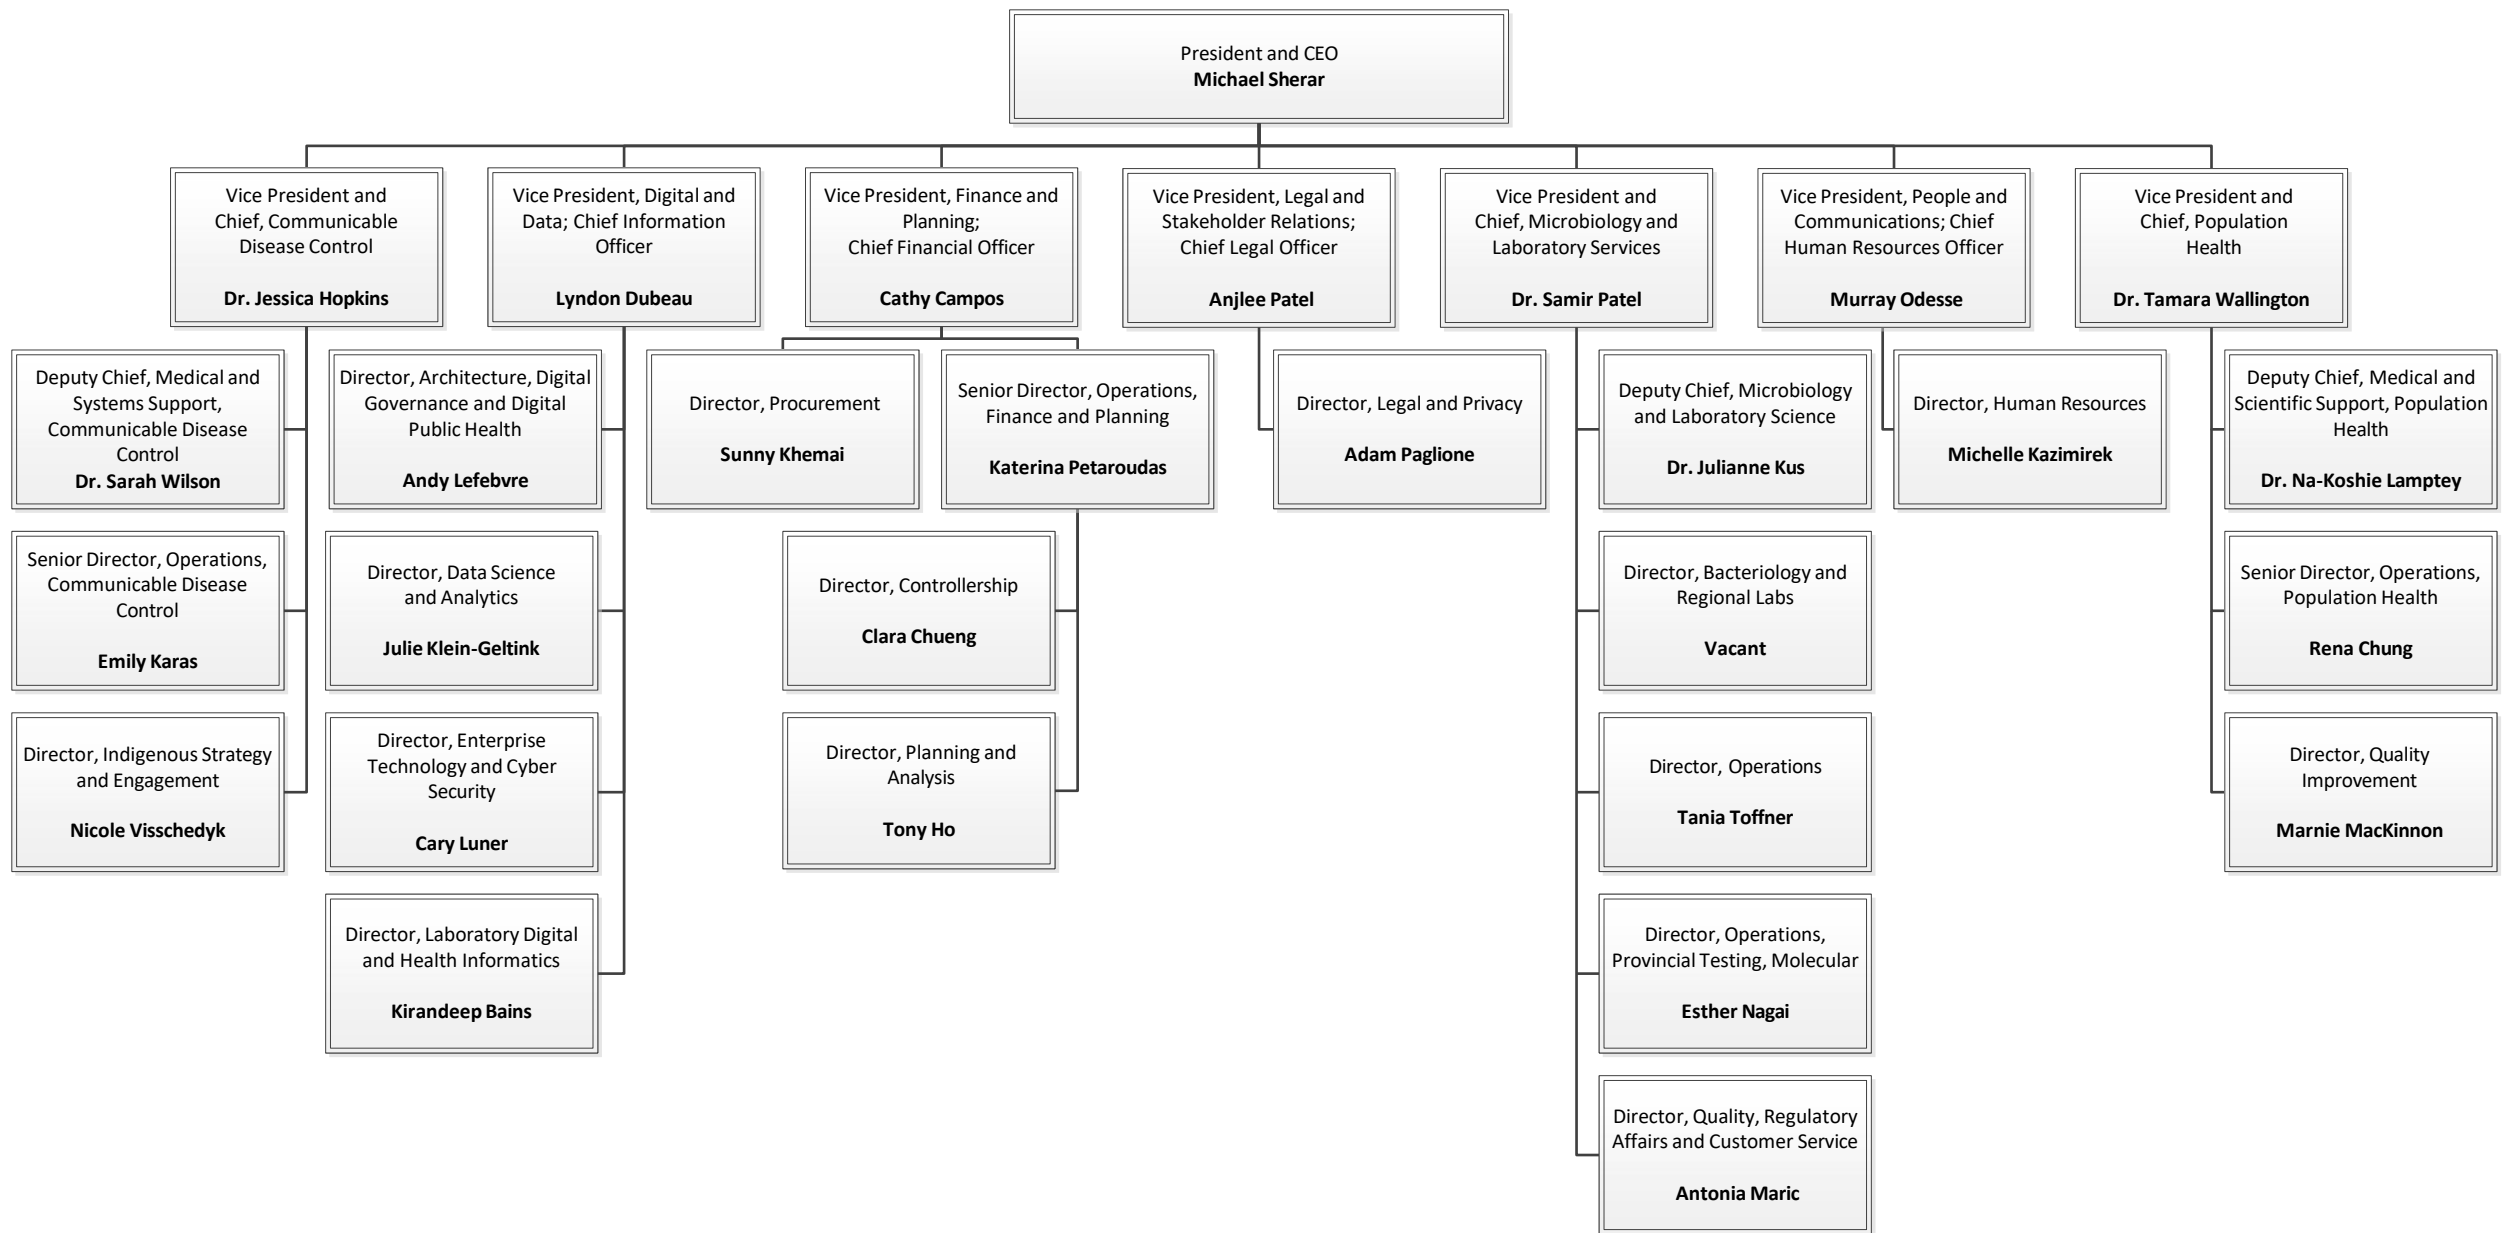 President and CEO
Michael Sherar
Vice President and
Chief, Communicable
Disease Control
Dr. Jessica Hopkins
Vice President, Digital and
Data; Chief Information
Officer
Lyndon Dubeau
Vice President, Finance and
Planning;
Chief Financial Officer
Cathy Campos
Vice President, Legal and
Stakeholder Relations;
Chief Legal Officer
Anjlee Patel
Vice President and
Chief, Microbiology and
Laboratory Services
Dr. Samir Patel
Vice President, People and
Communications; Chief
Human Resources Officer
Murray Odesse
Vice President and
Chief, Population
Health
Dr. Tamara Wallington
Deputy Chief, Medical and
Systems Support,
Communicable Disease
Control
Dr. Sarah Wilson
Director, Architecture, Digital
Governance and Digital
Public Health
Andy Lefebvre
Director, Procurement
Sunny Khemai
Senior Director, Operations,
Finance and Planning
Katerina Petaroudas
Director, Legal and Privacy
Adam Paglione
Deputy Chief, Microbiology
and Laboratory Science
Dr. Julianne Kus
Director, Human Resources
Michelle Kazimirek
Deputy Chief, Medical and
Scientific Support, Population
Health
Dr. Na-Koshie Lamptey
Senior Director, Operations,
Communicable Disease
Control
Emily Karas
Director, Data Science
and Analytics
Julie Klein-Geltink
Director, Controllership
Clara Chueng
Director, Bacteriology and
Regional Labs
Vacant
Senior Director, Operations,
Population Health
Rena Chung
Director, Indigenous Strategy
and Engagement
Nicole Visschedyk
Director, Enterprise
Technology and Cyber
Security
Cary Luner
Director, Planning and
Analysis
Tony Ho
Director, Operations
Tania Toffner
Director, Quality
Improvement
Marnie MacKinnon
Director, Laboratory Digital
and Health Informatics
Kirandeep Bains
Director, Operations,
Provincial Testing, Molecular
Esther Nagai
Director, Quality, Regulatory
Affairs and Customer Service
Antonia Maric